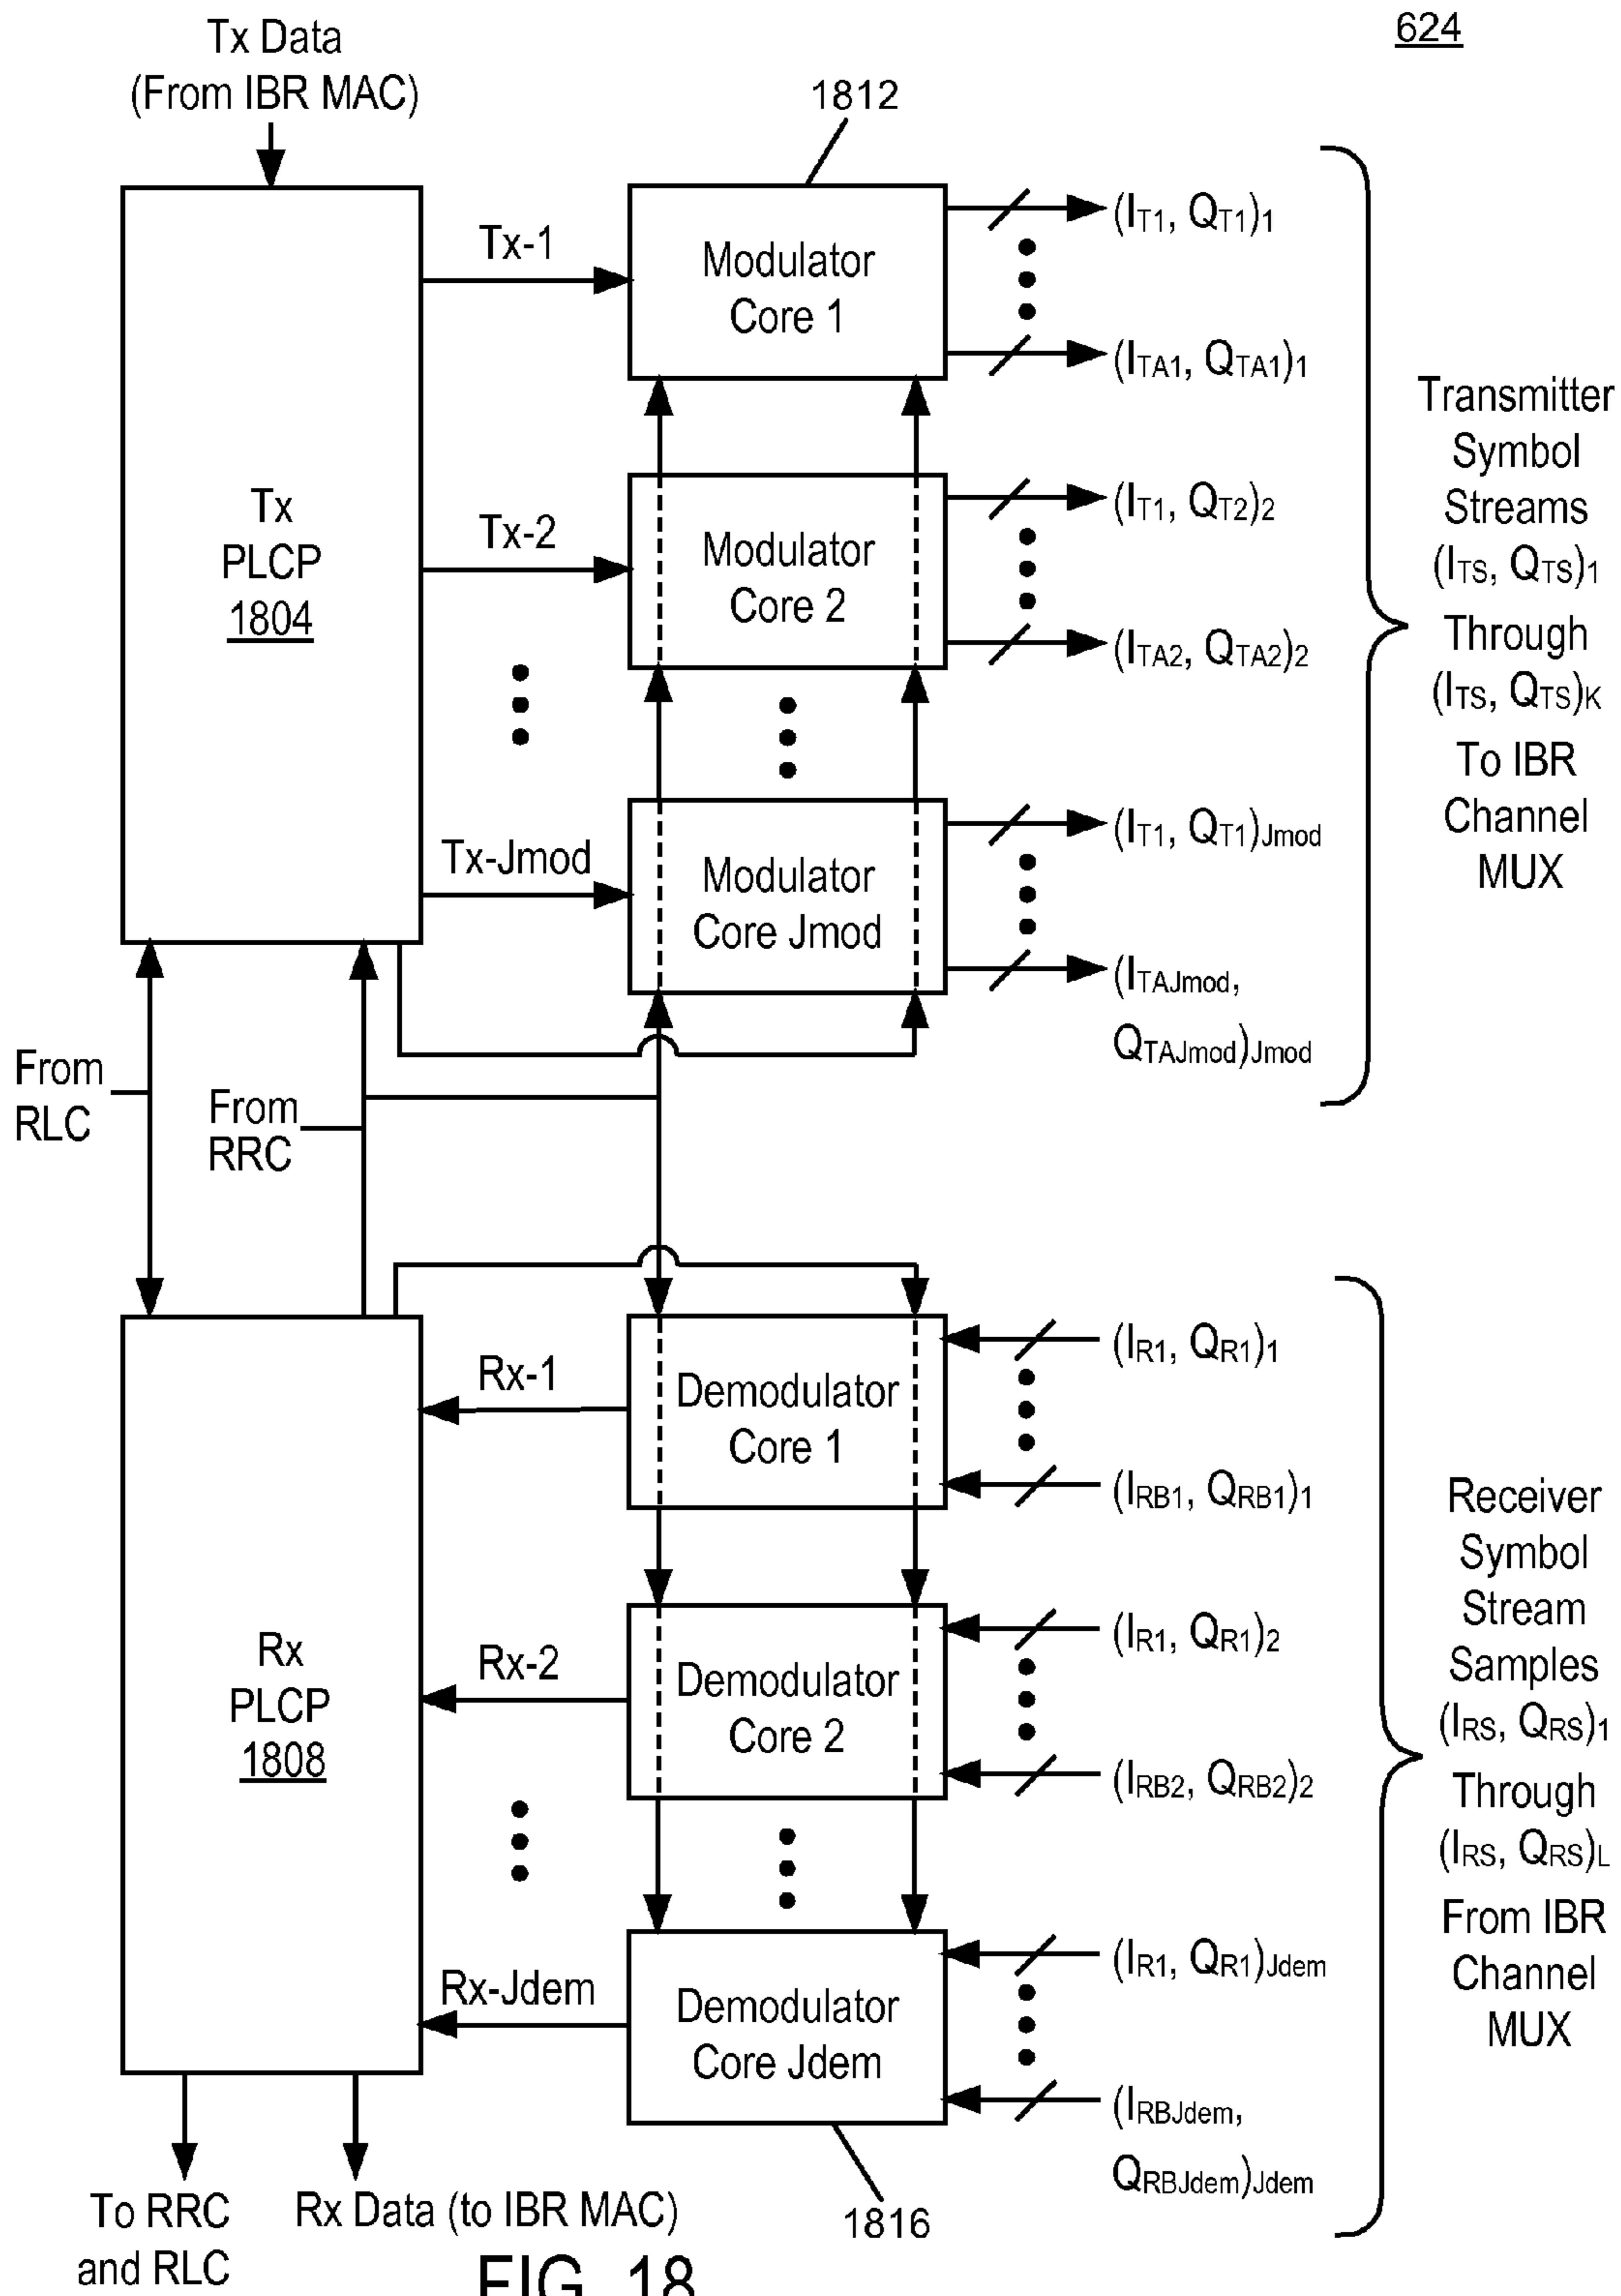 624
Tx Data
(From IBR MAC)
1812
Tx
PLCP
1804
Tx-1
Modulator
Core 1
(IT1, QT1)1
(ITA1, QTA1)1
Tx-2
Modulator
Core 2
(IT1, QT2)2
(ITA2, QTA2)2
Tx-Jmod
Modulator
Core Jmod
(IT1, QT1)Jmod
(ITAJmod,
QTAJmod)Jmod
Transmitter
Symbol
Streams
(ITS, QTS)1
Through
(ITS, QTS)K
To IBR
Channel
MUX
From
RLC
From
RRC
Rx
PLCP
1808
Rx-1
Demodulator
Core 1
(IR1, QR1)1
(IRB1, QRB1)1
Rx-2
Demodulator
Core 2
(IR1, QR1)2
(IRB2, QRB2)2
Rx-Jdem
Demodulator
Core Jdem
(IR1, QR1)Jdem
(IRBJdem,
QRBJdem)Jdem
1816
Receiver
Symbol
Stream
Samples
(IRS, QRS)1
Through
(IRS, QRS)L
From IBR
Channel
MUX
To RRC
and RLC
Rx Data (to IBR MAC)
FIG. 18